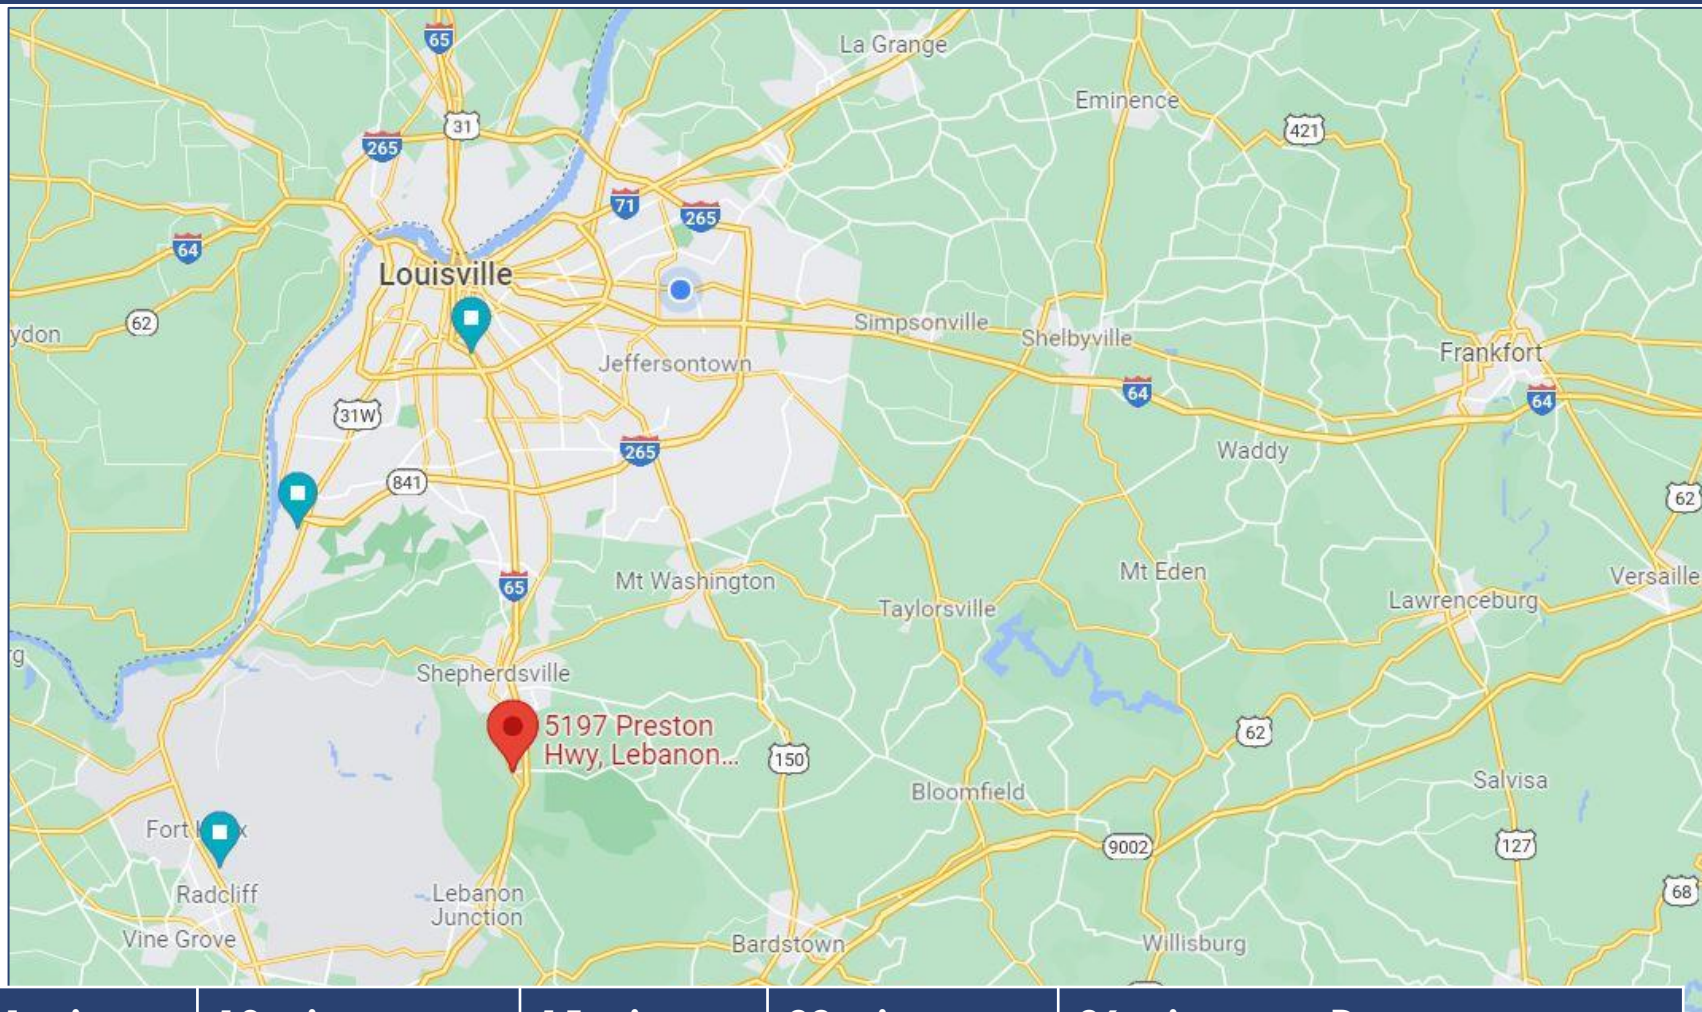 65
La Grange
Eminence
31
421
265
71
265
64
Louisville
62
ydon
Simpsonville
Shelbyville
Jeffersontown
Frankfort
64
64
31W
265
Waddy
841
62
65
Mt Washington
Mt Eden
Versaille
Taylorsville
Lawrenceburg
g
Shepherdsville
5197 Preston
Hwy, Lebanon...
62
150
Salvisa
Bloomfield
Fort
9002
127
Radcliff
Lebanon
Junction
68
Vine Grove
Bardstown
Willisburg